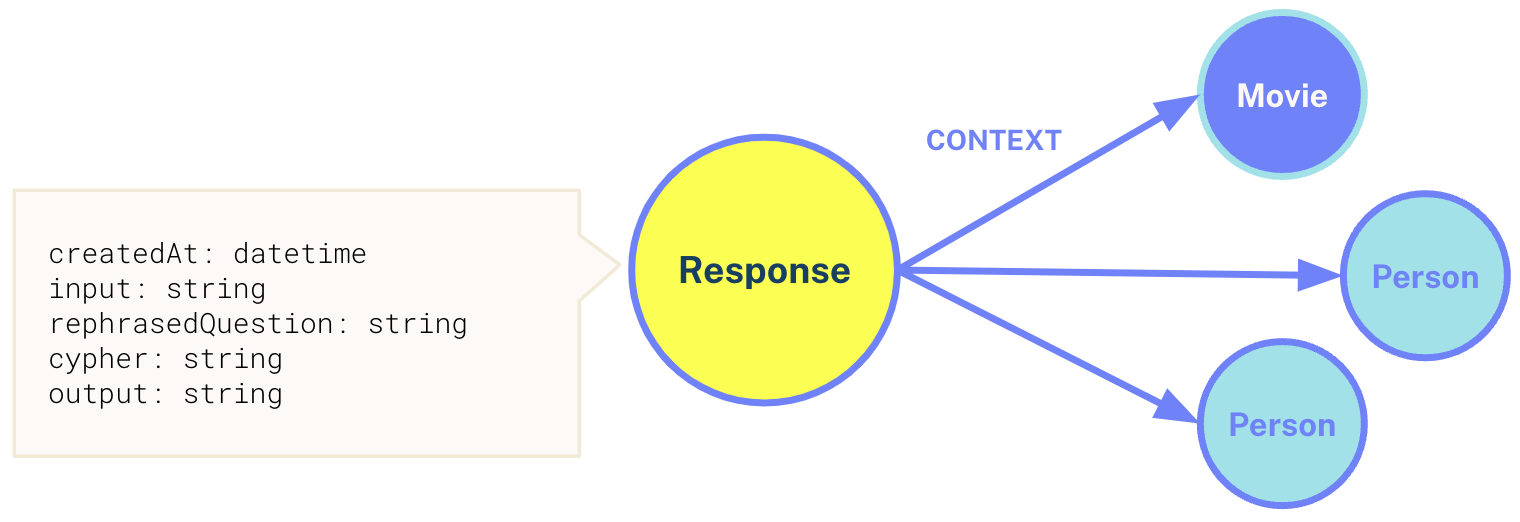 createdAt: datetime
input: string
rephrasedQuestion: string
cypher: string
output: string
Response
CONTEXT
Movie
Person
Person